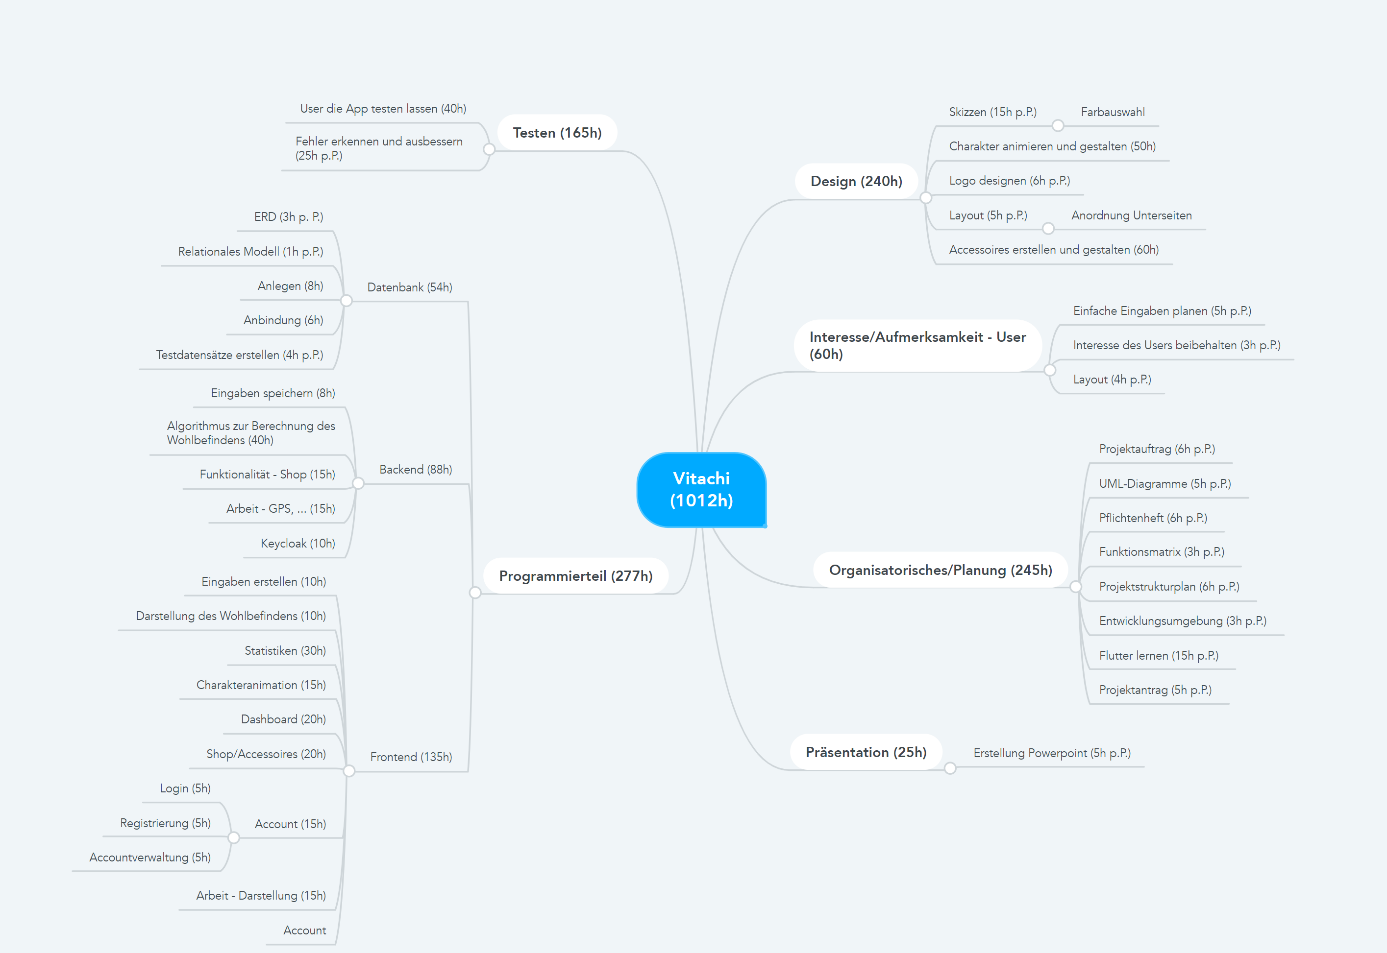 Vitachi
(1012h)
Testen (165h)
User die App testen lassen (40h)
Fehler erkennen und ausbessern
(25h p.P.)
Programmierteil (277h)
Datenbank (54h)
ERD (3h p. P.)
Relationales Modell (1h p.P.)
Anlegen (8h)
Anbindung (6h)
Testdatensätze erstellen (4h p.P.)
Backend (88h)
Eingaben speichern (8h)
Algorithmus zur Berechnung des
Wohlbefindens (40h)
Funktionalität - Shop (15h)
Arbeit - GPS, ... (15h)
Keycloak (10h)
Frontend (135h)
Eingaben erstellen (10h)
Darstellung des Wohlbefindens (10h)
Statistiken (30h)
Charakteranimation (15h)
Dashboard (20h)
Shop/Accessoires (20h)
Account (15h)
Login (5h)
Registrierung (5h)
Accountverwaltung (5h)
Arbeit - Darstellung (15h)
Account
Design (240h)
Skizzen (15h p.P.)
Farbauswahl
Charakter animieren und gestalten (50h)
Logo designen (6h p.P.)
Layout (5h p.P.)
Anordnung Unterseiten
Accessoires erstellen und gestalten (60h)
Interesse/Aufmerksamkeit - User
(60h)
Einfache Eingaben planen (5h p.P.)
Interesse des Users beibehalten (3h p.P.)
Layout (4h p.P.)
Organisatorisches/Planung (245h)
Projektauftrag (6h p.P.)
UML-Diagramme (5h p.P.)
Pflichtenheft (6h p.P.)
Funktionsmatrix (3h p.P.)
Projektstrukturplan (6h p.P.)
Entwicklungsumgebung (3h p.P.)
Flutter lernen (15h p.P.)
Projektantrag (5h p.P.)
Präsentation (25h)
Erstellung Powerpoint (5h p.P.)